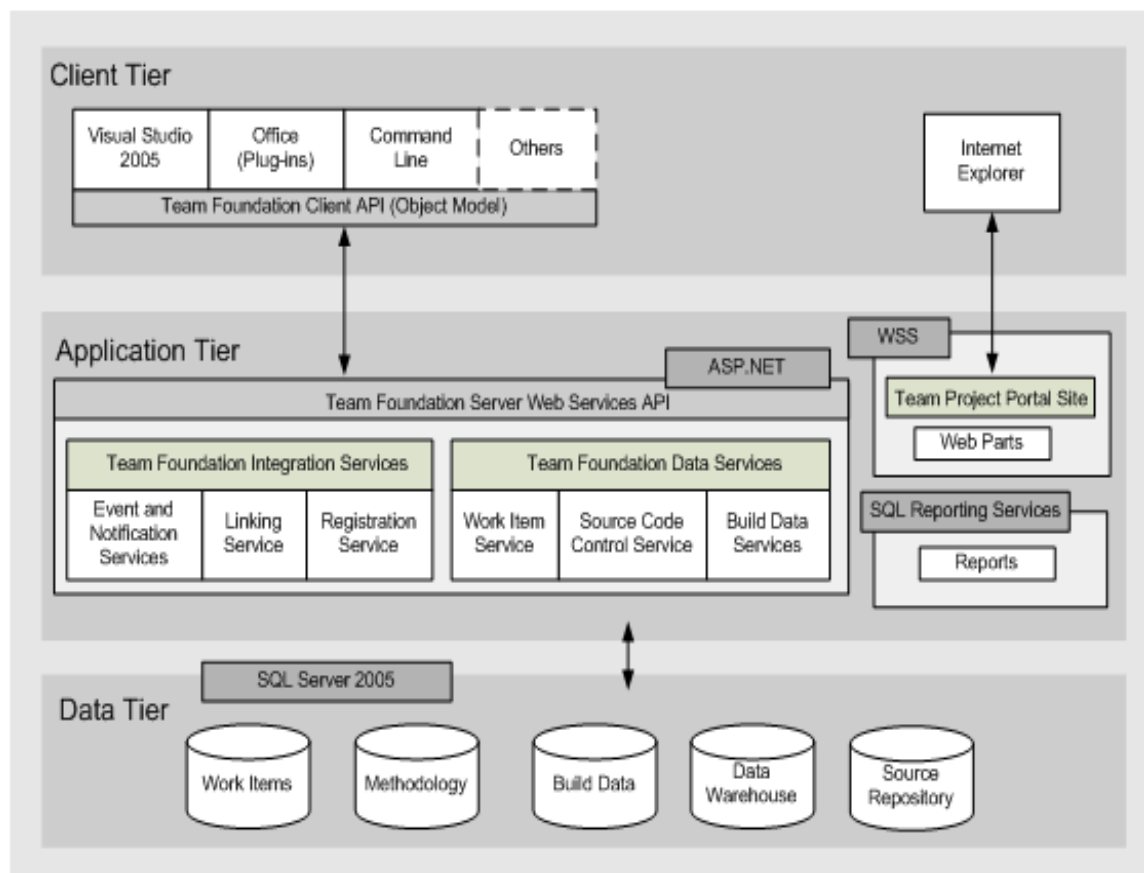 Client Tier
Visual Studio
2005
Office
(Plug-ins)
Command
Line
Others
Team Foundation Client API (Object Model)
Internet
Explorer
Application Tier
ASP.NET
Team Foundation Server Web Services API
Team Foundation Integration Services
Event and
Notification
Services
Linking
Service
Registration
Service
Team Foundation Data Services
Work Item
Service
Source Code
Control Service
Build Data
Services
WSS
Team Project Portal Site
Web Parts
SQL Reporting Services
Reports
SQL Server 2005
Data Tier
Work Items
Methodology
Build Data
Data
Warehouse
Source
Repository